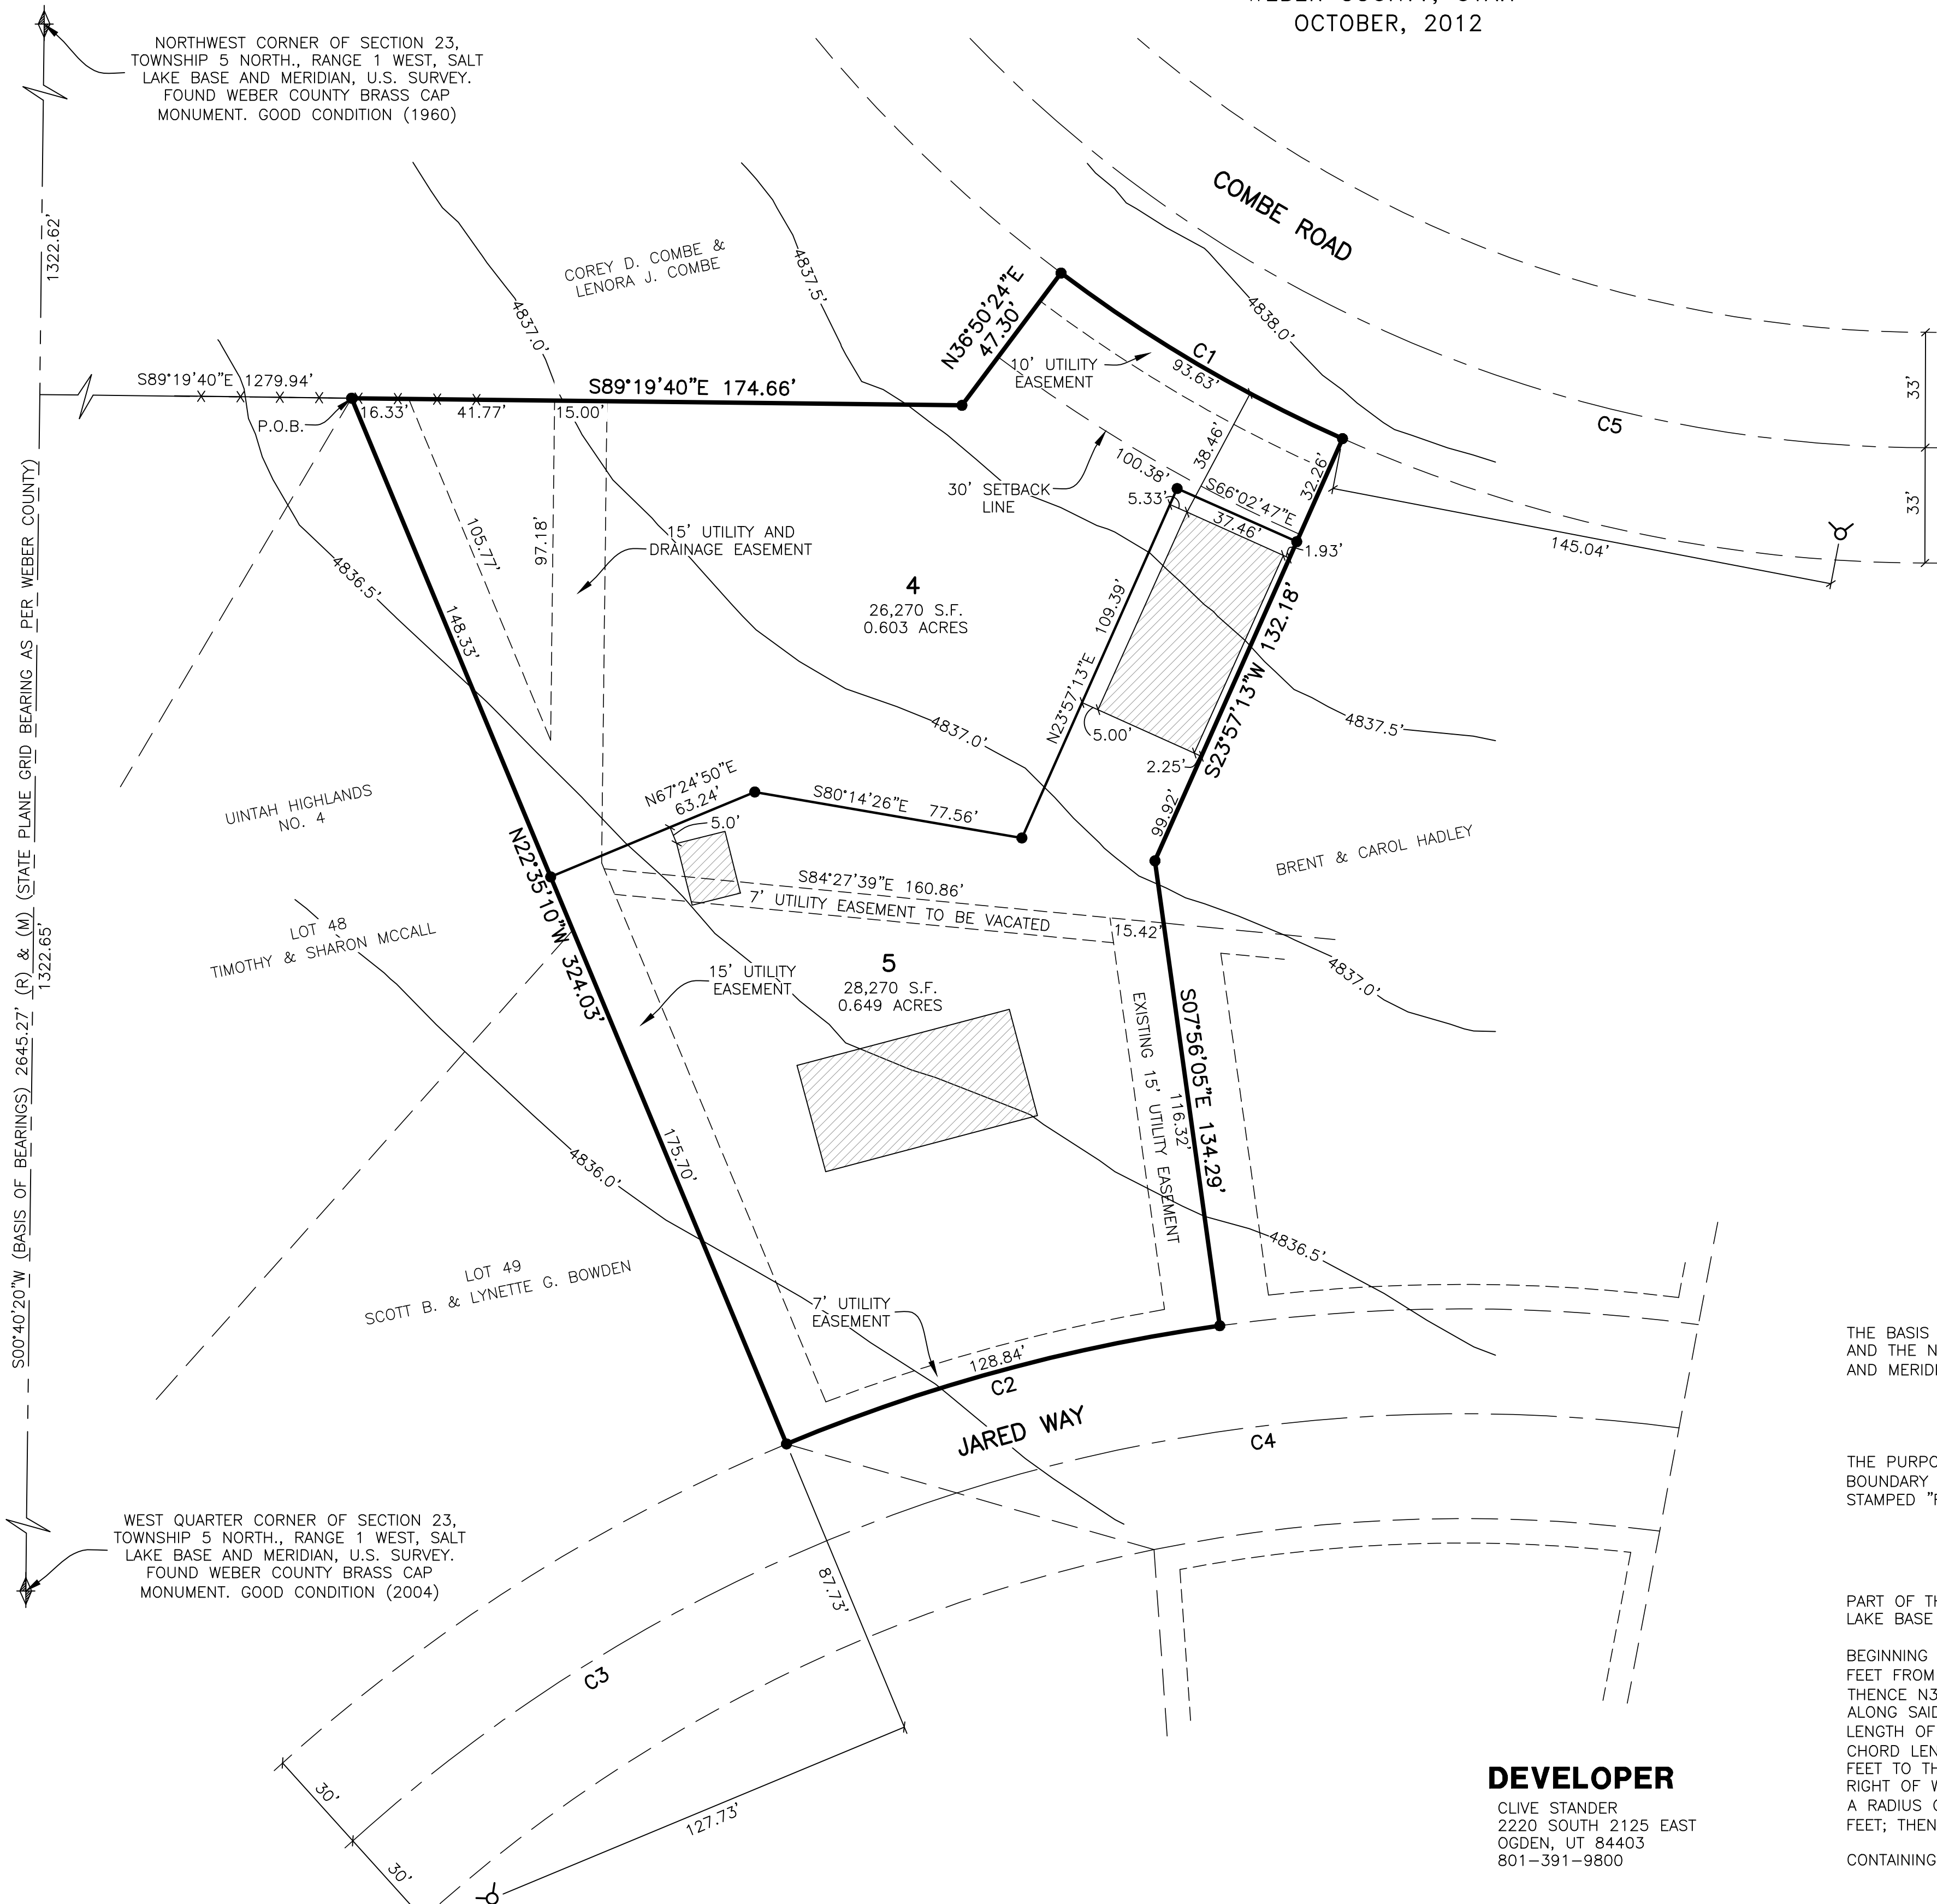 OCTOBER, 2012
NORTHWEST CORNER OF SECTION 23,
TOWNSHIP 5 NORTH., RANGE 1 WEST, SALT
LAKE BASE AND MERIDIAN, U.S. SURVEY.
FOUND WEBER COUNTY BRASS CAP
MONUMENT. GOOD CONDITION (1960)
1322.62'
COMBE ROAD
COREY D. COMBE &
LENORA J. COMBE
4837.5'
4837.0'
4838.0'
N36°50'24"E
47.30'
C1
93.63'
10' UTILITY
EASEMENT
S89°19'40"E 1279.94'
S89°19'40"E 174.66'
P.O.B.
16.33'
41.77'
15.00'
33'
C5
33'
38.46'
32.26'
100.38'
S66°02'47"E
5.33'
37.46'
1.93'
30' SETBACK
LINE
145.04'
105.77'
97.18'
15' UTILITY AND
DRAINAGE EASEMENT
4836.5'
148.33'
4
26,270 S.F.
0.603 ACRES
109.39'
N23°57'13"E
S23°57'13"W 132.18'
5.00'
2.25'
4837.0'
4837.5'
99.92'
N67°24'50"E
63.24'
S80°14'26"E 77.56'
5.0'
UINTAH HIGHLANDS
NO. 4
BRENT & CAROL HADLEY
S84°27'39"E 160.86'
7' UTILITY EASEMENT TO BE VACATED
15.42'
N22°35'10"W 324.03'
LOT 48
TIMOTHY & SHARON MCCALL
15' UTILITY
EASEMENT
5
28,270 S.F.
0.649 ACRES
4837.0'
EXISTING 15' UTILITY EASEMENT
S07°56'05"E 134.29'
116.32'
S00°40'20"W (BASIS OF BEARINGS) 2645.27' (R) & (M) (STATE PLANE GRID BEARING AS PER WEBER COUNTY)
1322.65'
4836.0'
175.70'
4836.5'
LOT 49
SCOTT B. & LYNETTE G. BOWDEN
7' UTILITY
EASEMENT
128.84'
C2
JARED WAY
C4
WEST QUARTER CORNER OF SECTION 23,
TOWNSHIP 5 NORTH., RANGE 1 WEST, SALT
LAKE BASE AND MERIDIAN, U.S. SURVEY.
FOUND WEBER COUNTY BRASS CAP
MONUMENT. GOOD CONDITION (2004)
87.73'
C3
30'
30'
127.73'
DEVELOPER
CLIVE STANDER
2220 SOUTH 2125 EAST
OGDEN, UT 84403
801-391-9800
THE BASIS
AND THE N
AND MERIDI
THE PURPO
BOUNDARY
STAMPED "
PART OF TH
LAKE BASE
BEGINNING
FEET FROM
THENCE N3
ALONG SAID
LENGTH OF
CHORD LEN
FEET TO TH
RIGHT OF W
A RADIUS
FEET; THEN
CONTAINING